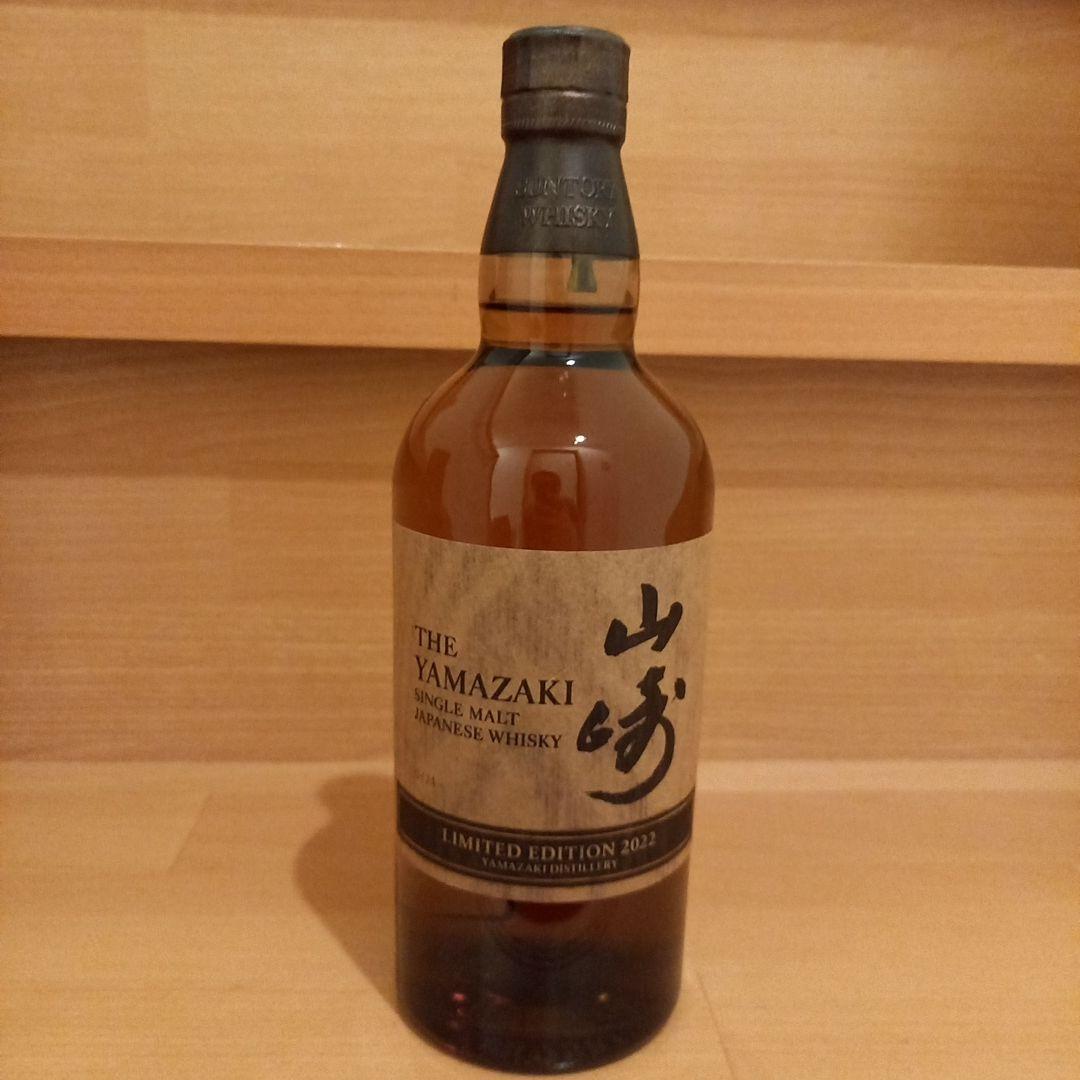 SUNTORY
WHISKY
THE
YAMAZAKI
SINGLE MALT
JAPANESE WHISKY
山崎
LIMITED EDITION 2022
YAMAZAKI DISTILLERY